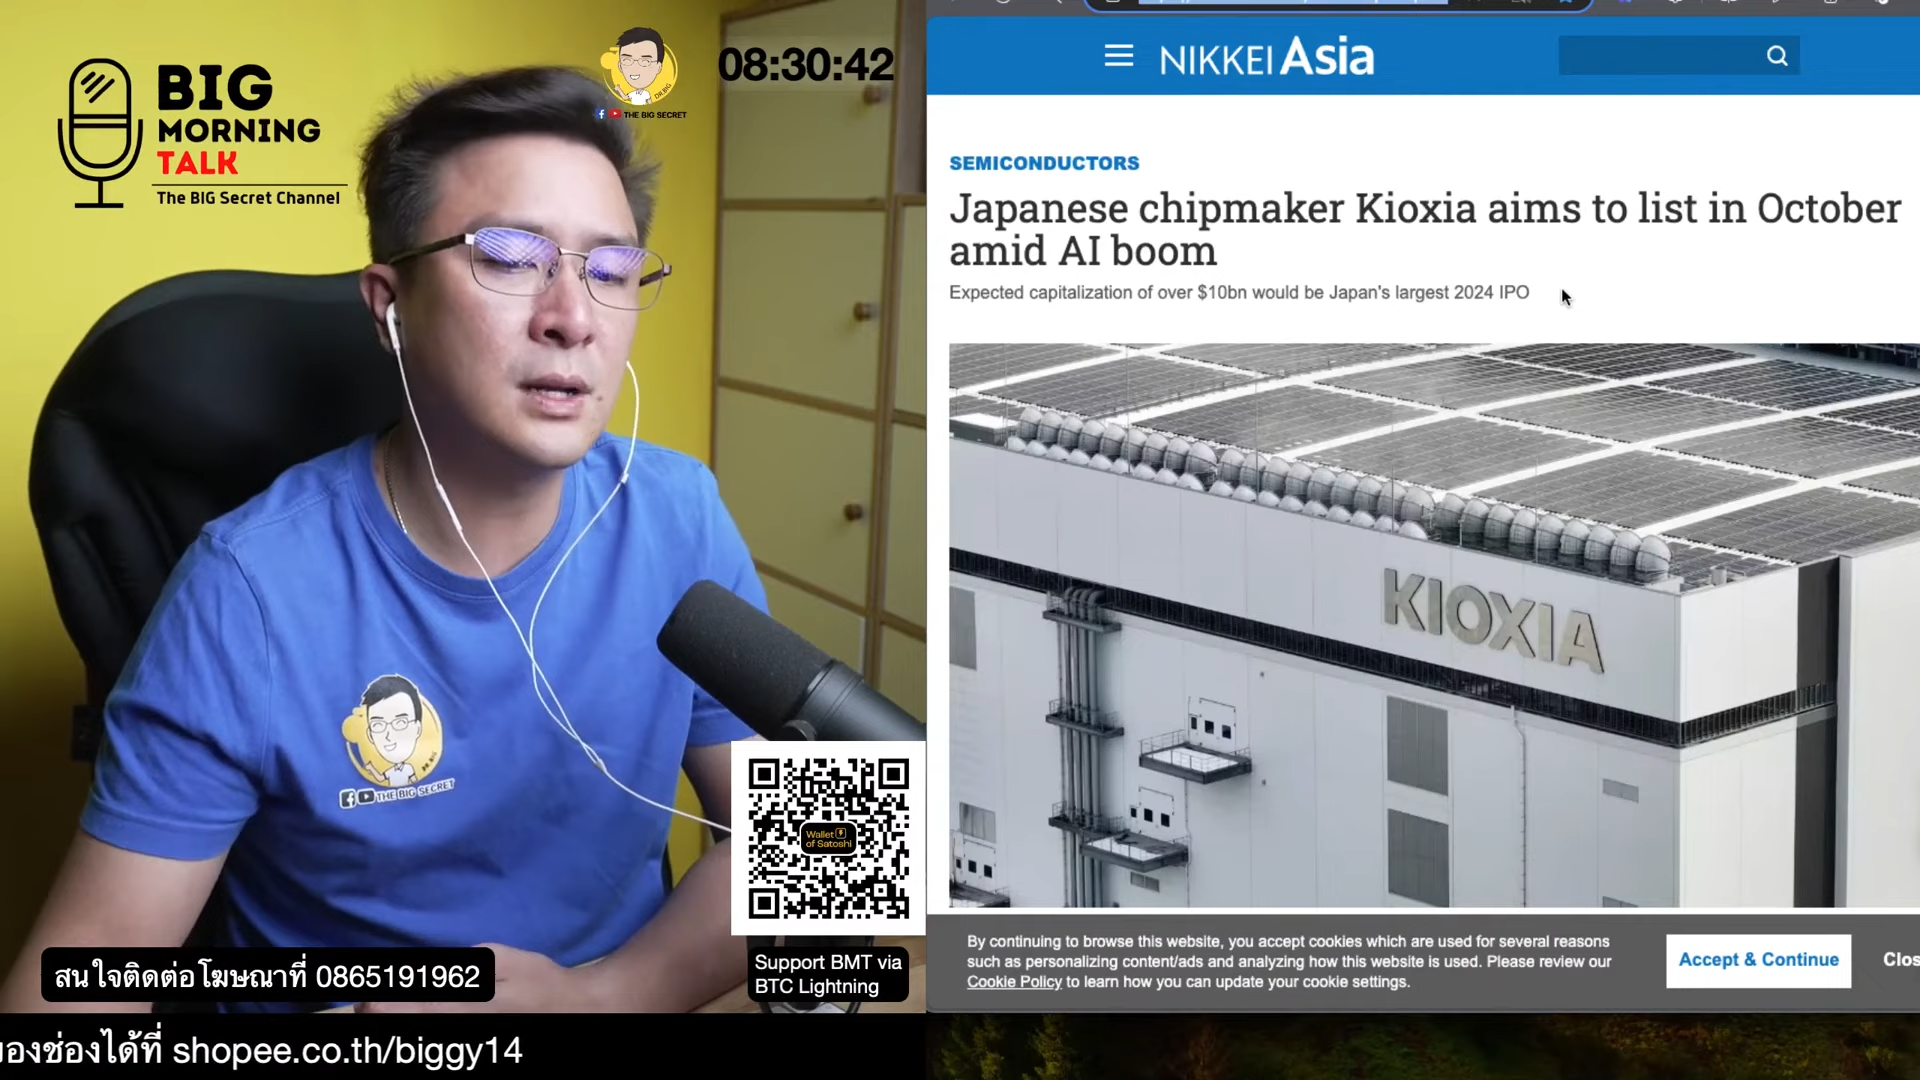 BIG
MORNING
TALK
The BIG Secret Channel
DR.BIG
THE BIG SECRET
08:30:42
DR.BIG
THE BIG SECRET
Wallet
of Satoshi
Support BMT via
BTC Lightning
สนใจติดต่อโฆษณาที่ 0865191962
องช่องได้ที่ shopee.co.th/biggy14
NIKKEI Asia
SEMICONDUCTORS
Japanese chipmaker Kioxia aims to list in October
amid AI boom
Expected capitalization of over $10bn would be Japan's largest 2024 IPO
KIOXIA
By continuing to browse this website, you accept cookies which are used for several reasons
such as personalizing content/ads and analyzing how this website is used. Please review our
Cookie Policy to learn how you can update your cookie settings.
Accept & Continue
Clos